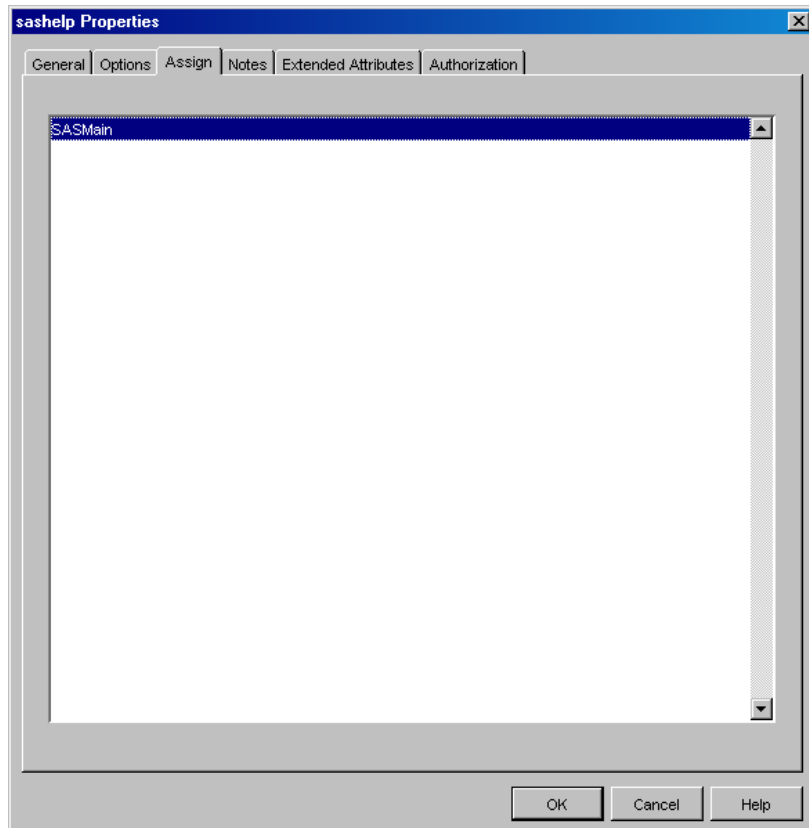 sashelp Properties
General Options Assign Notes Extended Attributes Authorization
SASMain
OK Cancel Help